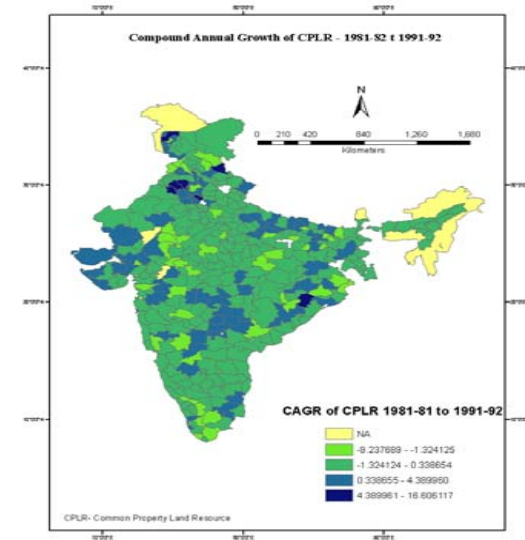 Compound Annual Growth of CPLR - 1981-82 t 1991-92
N
0 210 420 840 1,260 1,680
Kilometers
CAGR of CPLR 1981-81 to 1991-92
NA
-9.237689 - -1.324125
-1.324124 - 0.338654
0.338655 - 4.389960
4.389961 - 16.606117
CPLR- Common Property Land Resource